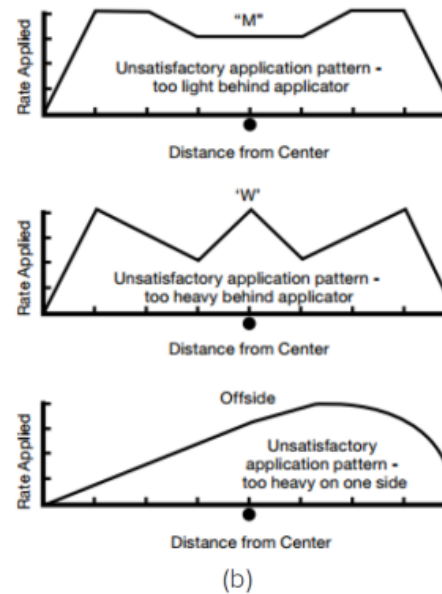 "M"
Unsatisfactory application pattern -
too light behind applicator
Rate Applied
Distance from Center
'W'
Unsatisfactory application pattern -
too heavy behind applicator
Rate Applied
Distance from Center
Offside
Unsatisfactory
application pattern -
too heavy on one side
Rate Applied
Distance from Center
(b)